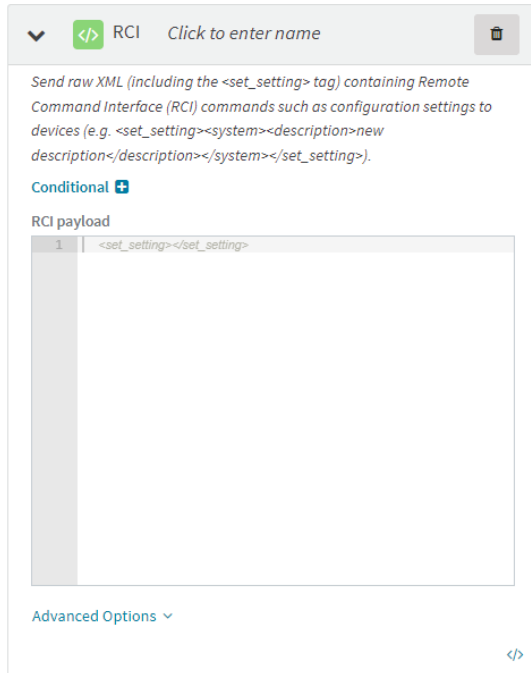 RCI Click to enter name
Send raw XML (including the <set_setting> tag) containing Remote
Command Interface (RCI) commands such as configuration settings to
devices (e.g. <set_setting><system><description>new
description</description></system></set_setting>).
Conditional
RCI payload
1 <set_setting></set_setting>
Advanced Options